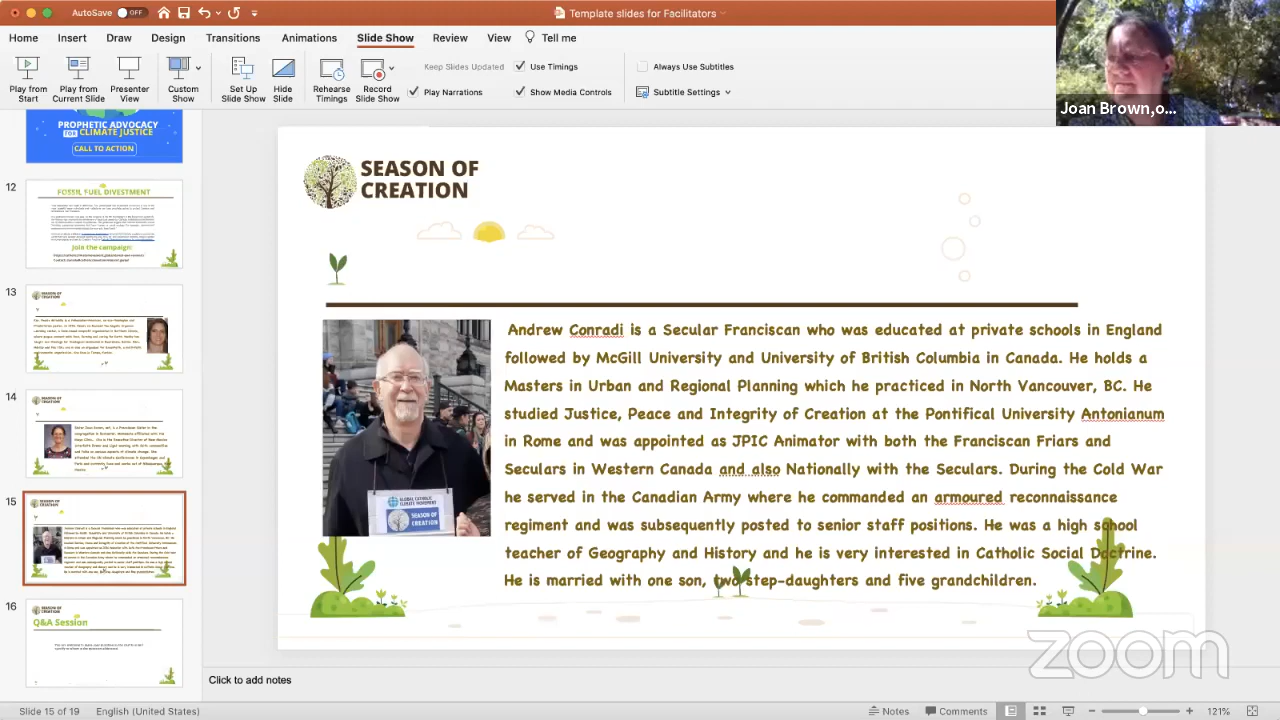 AutoSave OFF
Template slides for Facilitators
Home Insert Draw Design Transitions Animations Slide Show Review View Tell me
Play from Start
Play from Current Slide
Presenter View
Custom Show
Set Up Slide Show
Hide Slide
Rehearse Timings
Record Slide Show
Keep Slides Updated
Use Timings
Play Narrations
Show Media Controls
Always Use Subtitles
Subtitle Settings
Joan Brown,o...
PROPHETIC ADVOCACY
FOR CLIMATE JUSTICE
CALL TO ACTION
12
FOSSIL FUEL DIVESTMENT
Join the campaign:
13
14
15
16
SEASON OF
CREATION
Q&A Session
SEASON OF
CREATION
Andrew Conradi is a Secular Franciscan who was educated at private schools in England
followed by McGill University and University of British Columbia in Canada. He holds a
Masters in Urban and Regional Planning which he practiced in North Vancouver, BC. He
studied Justice, Peace and Integrity of Creation at the Pontifical University Antonianum
in Rome and was appointed as JPIC Animator with both the Franciscan Friars and
Seculars in Western Canada and also Nationally with the Seculars. During the Cold War
he served in the Canadian Army where he commanded an armoured reconnaissance
regiment and was subsequently posted to senior staff positions. He was a high school
teacher of Geography and History and is very interested in Catholic Social Doctrine.
He is married with one son, two step-daughters and five grandchildren.
GLOBAL CATHOLIC
CLIMATE MOVEMENT
SEASON OF
CREATION
zoom
Click to add notes
Slide 15 of 19 English (United States)
Notes Comments 121%